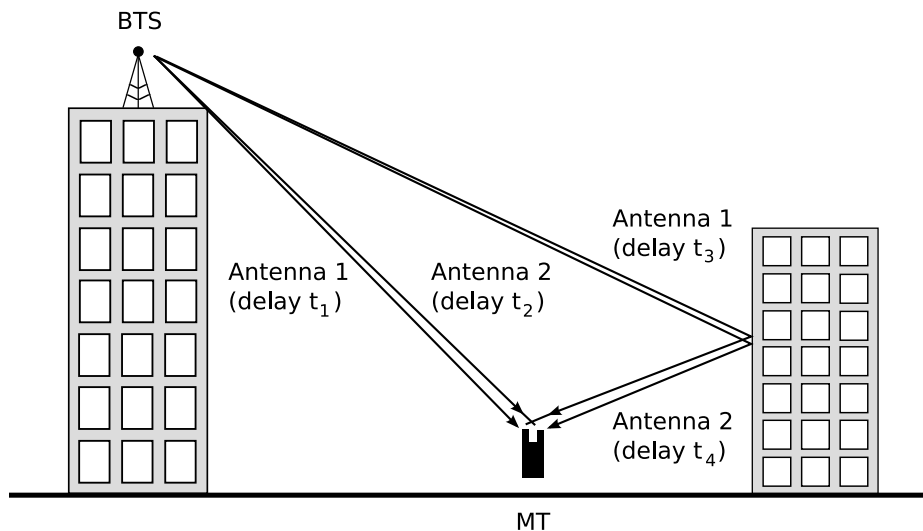 BTS
Antenna 1
(delay t₃)
Antenna 1
(delay t₁)
Antenna 2
(delay t₂)
Antenna 2
(delay t₄)
MT